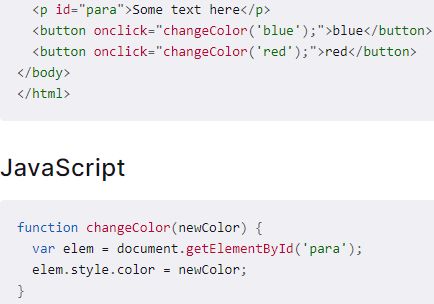 <p id="para">Some text here</p>
<button onclick="changeColor('blue');">blue</button>
<button onclick="changeColor('red');">red</button>
</body>
</html>
JavaScript
function changeColor(newColor) {
var elem = document.getElementById('para');
elem.style.color = newColor;
}